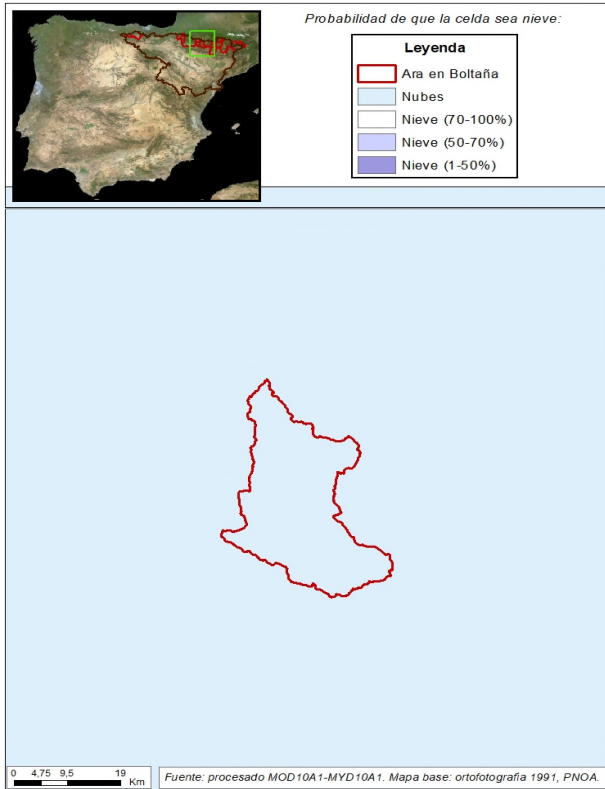 Probabilidad de que la celda sea nieve:
Leyenda
Ara en Boltaña
Nubes
Nieve (70-100%)
Nieve (50-70%)
Nieve (1-50%)
0 4,75 9,5 19
Km
Fuente: procesado MOD10A1-MYD10A1. Mapa base: ortofotografia 1991, PNOA.